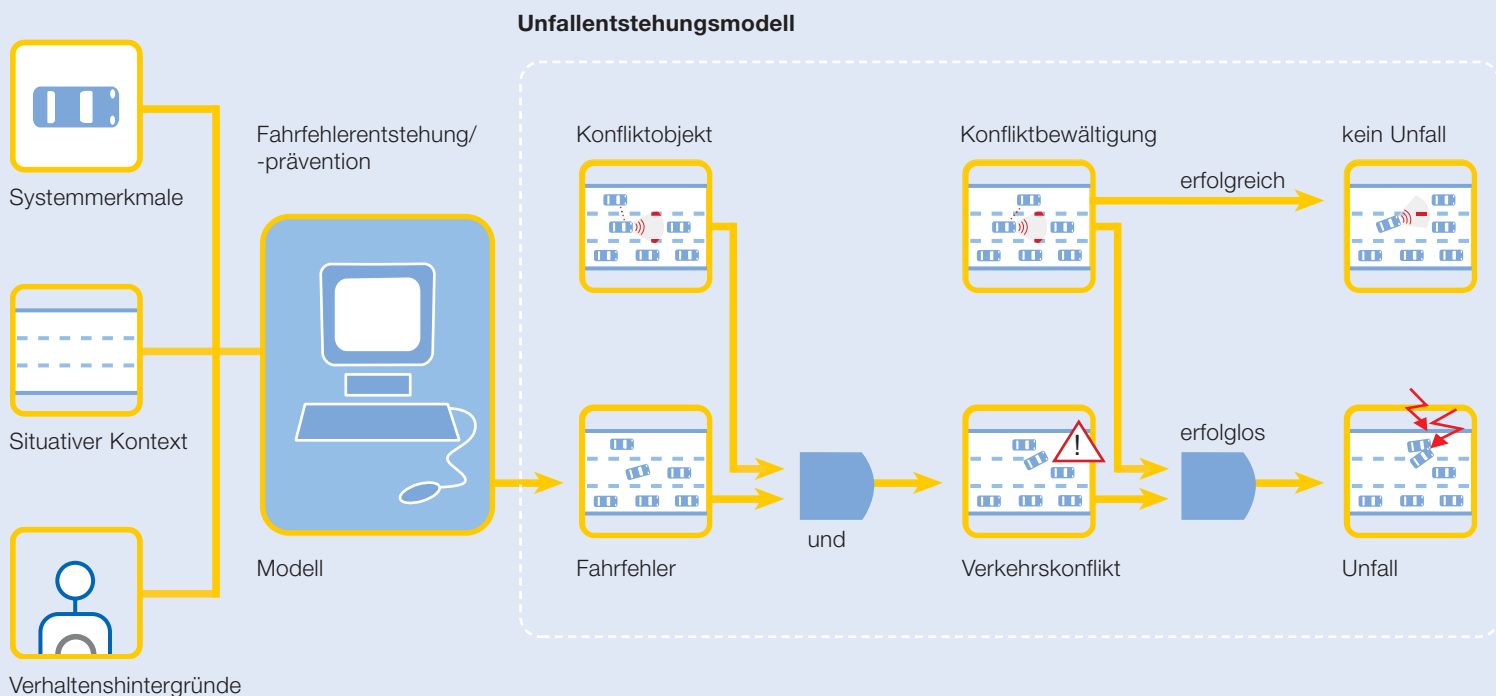 Unfallentstehungsmodell
Systemmerkmale
Situativer Kontext
Verhaltenshintergründe
Fahrfehlerentstehung/
-prävention
Modell
Konfliktobjekt
Fahrfehler
und
Konfliktbewältigung
Verkehrskonflikt
!
erfolgreich
erfolglos
kein Unfall
Unfall